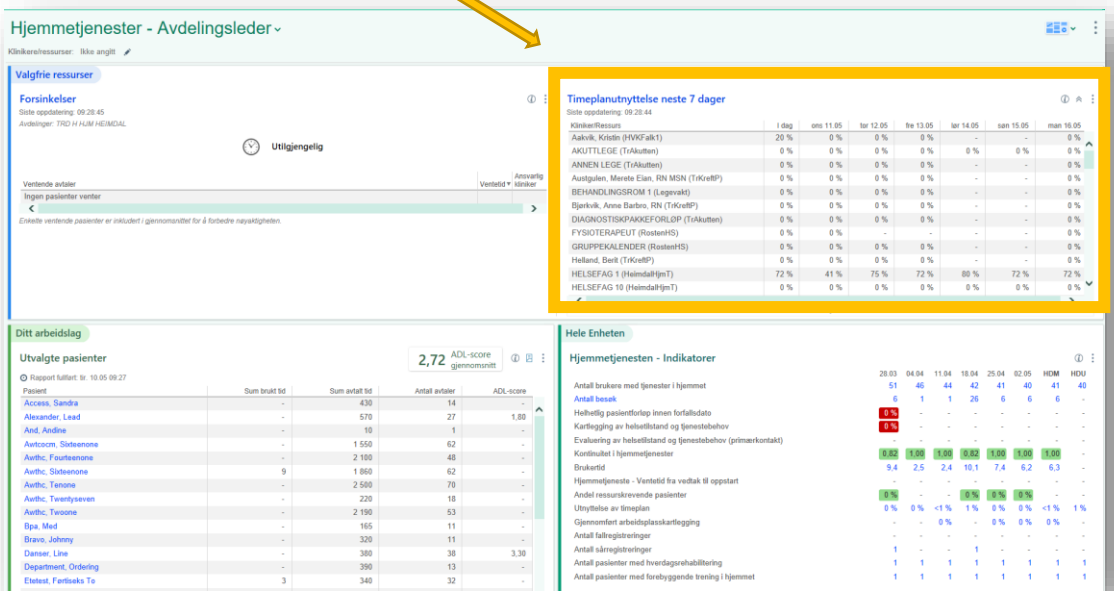 Hjemmetjenester - Avdelingsleder
Klinikere/ressurser: Ikke angitt
Valgfrie ressurser
Forsinkelser
Siste oppdatering: 09:28:45
Avdelinger: TRD H HJM HEIMDAL
Utilgjengelig
Ventende avtaler Ventetid Ansvarlig kliniker
Ingen pasienter venter
Enkelte ventende pasienter er inkludert i gjennomsnittet for å forbedre nøyaktigheten.
Timeplanutnyttelse neste 7 dager
Siste oppdatering: 09:28:44
Kliniker/Ressurs I dag ons 11.05 tor 12.05 fre 13.05 lør 14.05 søn 15.05 man 16.05
Aakvik, Kristin (HVKFalk1) 20 % 0 % 0 % 0 % - - 0 %
AKUTTLEGE (TrAkutten) 0 % 0 % 0 % 0 % 0 % 0 % 0 %
ANNEN LEGE (TrAkutten) 0 % 0 % 0 % 0 % - - 0 %
Austgulen, Merete Eian, RN MSN (TrKreftP) 0 % 0 % 0 % 0 % - - 0 %
BEHANDLINGSROM 1 (Legevakt) 0 % 0 % 0 % 0 % - - 0 %
Bjørkvik, Anne Barbro, RN (TrKreftP) 0 % 0 % 0 % 0 % - - 0 %
DIAGNOSTISKPAKKEFORLØP (TrAkutten) 0 % 0 % 0 % 0 % - - 0 %
FYSIOTERAPEUT (RostenHS) 0 % 0 % - - - - 0 %
GRUPPEKALENDER (RostenHS) 0 % 0 % 0 % 0 % - - 0 %
Helland, Berit (TrKreftP) 0 % 0 % 0 % 0 % - - 0 %
HELSEFAG 1 (HeimdalHjmT) 72 % 41 % 75 % 72 % 80 % 72 % 72 %
HELSEFAG 10 (HeimdalHjmT) 0 % 0 % 0 % 0 % 0 % 0 % 0 %
Ditt arbeidslag
Utvalgte pasienter
2,72 ADL-score gjennomsnitt
Rapport fullført: tir. 10.05 09:27
Pasient Sum brukt tid Sum avtalt tid Antall avtaler ADL-score
Access, Sandra - 430 14 -
Alexander, Lead - 570 27 1,80
And, Andine - 10 1 -
Awtcocm, Sixteenone - 1 550 62 -
Awthc, Fourteenone - 2 100 48 -
Awthc, Sixteenone 9 1 860 62 -
Awthc, Tenone - 2 500 70 -
Awthc, Twentyseven - 220 18 -
Awthc, Twoone - 2 190 53 -
Bpa, Med - 165 11 -
Bravo, Johnny - 320 11 -
Danser, Line - 380 38 3,30
Department, Ordering - 390 13 -
Etetest, Førtiseks To 3 340 32 -
Hele Enheten
Hjemmetjenesten - Indikatorer
28.03 04.04 11.04 18.04 25.04 02.05 HDM HDU
Antall brukere med tjenester i hjemmet 51 46 44 42 41 40 41 40
Antall besøk 6 1 1 26 6 6 6 -
Helhetlig pasientforløp innen forfallsdato 0 % - - - - - - -
Kartlegging av helsetilstand og tjenestebehov 0 % - - - - - - -
Evaluering av helsetilstand og tjenestebehov (primærkontakt) - - - - - - - -
Kontinuitet i hjemmetjenester 0,82 1,00 1,00 0,82 1,00 1,00 1,00 -
Brukertid 9,4 2,5 2,4 10,1 7,4 6,2 6,3 -
Hjemmetjeneste - Ventetid fra vedtak til oppstart - - - - - - - -
Andel ressurskrevende pasienter 0 % - - 0 % 0 % 0 % - -
Utnyttelse av timeplan 0 % 0 % <1 % 1 % 0 % 0 % <1 % 1 %
Gjennomført arbeidsplasskartlegging - - 0 % - 0 % 0 % 0 % -
Antall fallregistreringer - - - - - - - -
Antall sårregistreringer 1 - - 1 - - - -
Antall pasienter med hverdagsrehabilitering 1 1 1 1 1 1 1 1
Antall pasienter med forebyggende trening i hjemmet 1 1 1 1 1 1 1 1